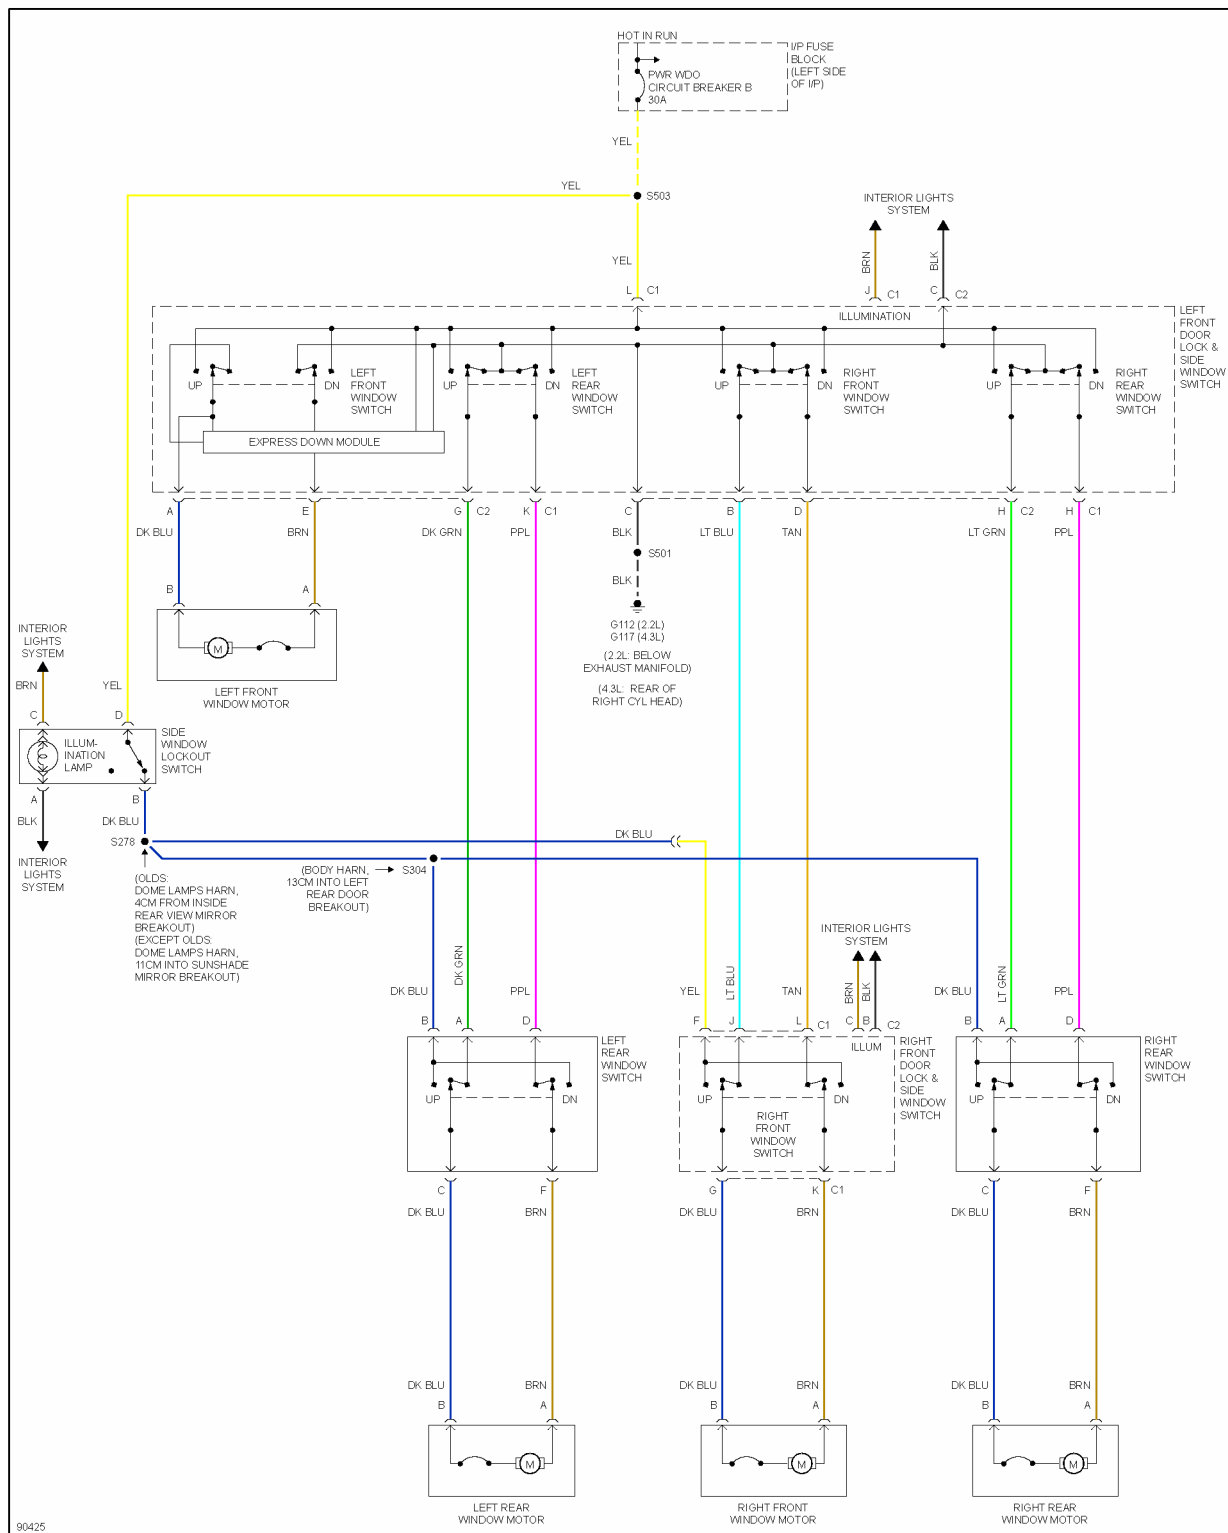 HOT IN RUN
I/P FUSE
BLOCK
(LEFT SIDE
OF I/P)
PWR WDO
CIRCUIT BREAKER B
30A
YEL
YEL
S503
INTERIOR LIGHTS
SYSTEM
YEL
BRN
BLK
L
C1
J
C1
C
C2
ILLUMINATION
LEFT
FRONT
DOOR
LOCK &
SIDE
WINDOW
SWITCH
UP
DN
LEFT
FRONT
WINDOW
SWITCH
UP
DN
LEFT
REAR
WINDOW
SWITCH
UP
DN
RIGHT
FRONT
WINDOW
SWITCH
UP
DN
RIGHT
REAR
WINDOW
SWITCH
EXPRESS DOWN MODULE
A
E
G
C2
K
C1
C
B
D
H
C2
H
C1
DK BLU
BRN
DK GRN
PPL
BLK
LT BLU
TAN
LT GRN
PPL
S501
BLK
B
A
G112 (2.2L)
G117 (4.3L)
(2.2L: BELOW
EXHAUST MANIFOLD)
(4.3L: REAR OF
RIGHT CYL HEAD)
M
LEFT FRONT
WINDOW MOTOR
INTERIOR
LIGHTS
SYSTEM
BRN
YEL
C
D
ILLUM-
INATION
LAMP
SIDE
WINDOW
LOCKOUT
SWITCH
A
B
BLK
DK BLU
S278
DK BLU
INTERIOR
LIGHTS
SYSTEM
(OLDS:
DOME LAMPS HARN,
4CM FROM INSIDE
REAR VIEW MIRROR
BREAKOUT)
(EXCEPT OLDS:
DOME LAMPS HARN,
11CM INTO SUNSHADE
MIRROR BREAKOUT)
(BODY HARN,
13CM INTO LEFT
REAR DOOR
BREAKOUT)
S304
INTERIOR LIGHTS
SYSTEM
DK BLU
DK GRN
PPL
YEL
LT BLU
TAN
BRN
BLK
DK BLU
LT GRN
PPL
B
A
D
F
J
L
C1
C
B
C2
B
A
D
ILLUM
LEFT
REAR
WINDOW
SWITCH
UP
DN
RIGHT
FRONT
DOOR
LOCK &
SIDE
WINDOW
SWITCH
UP
DN
RIGHT
FRONT
WINDOW
SWITCH
RIGHT
REAR
WINDOW
SWITCH
UP
DN
C
F
G
K
C1
C
F
DK BLU
BRN
DK BLU
BRN
DK BLU
BRN
DK BLU
BRN
DK BLU
BRN
DK BLU
BRN
B
A
B
A
B
A
M
M
M
LEFT REAR
WINDOW MOTOR
RIGHT FRONT
WINDOW MOTOR
RIGHT REAR
WINDOW MOTOR
90425